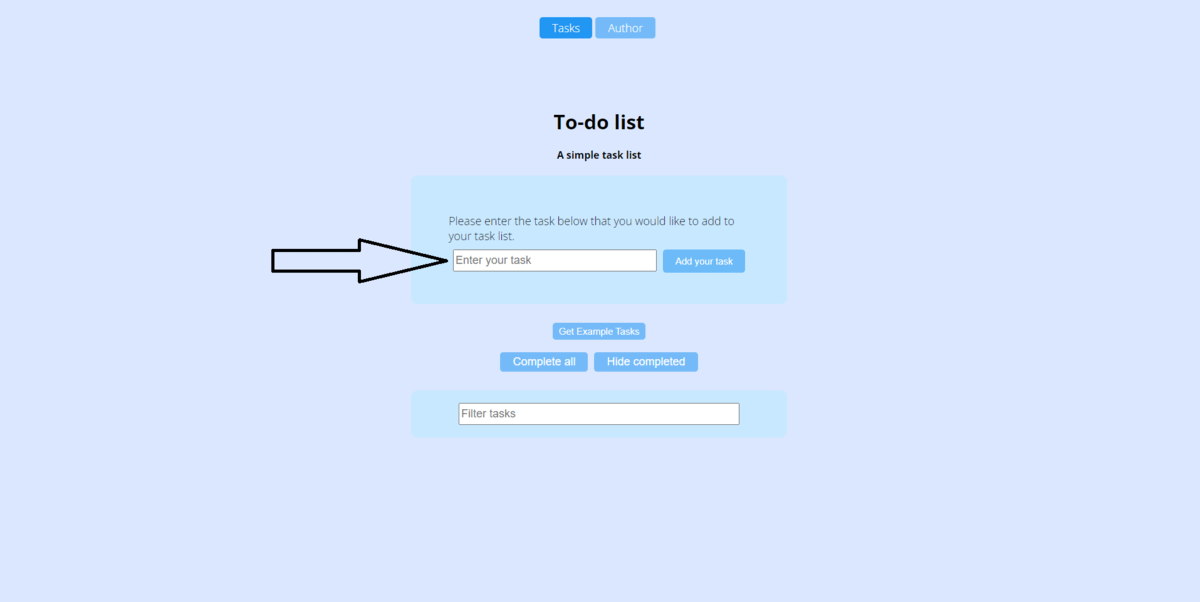 Tasks Author
To-do list
A simple task list
Please enter the task below that you would like to add to
your task list.
Enter your task Add your task
Get Example Tasks
Complete all Hide completed
Filter tasks